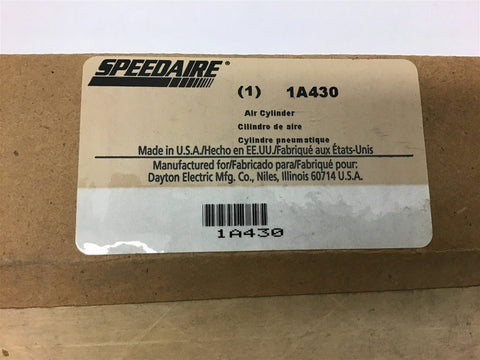 SPEEDAIRE®
(1) 1A430
Air Cylinder
Cilindro de aire
Cylindre pneumatique
Made in U.S.A./Hecho en EE.UU./Fabriqué aux États-Unis
Manufactured for/Fabricado para/Fabriqué pour:
Dayton Electric Mfg. Co., Niles, Illinois 60714 U.S.A.
1A430